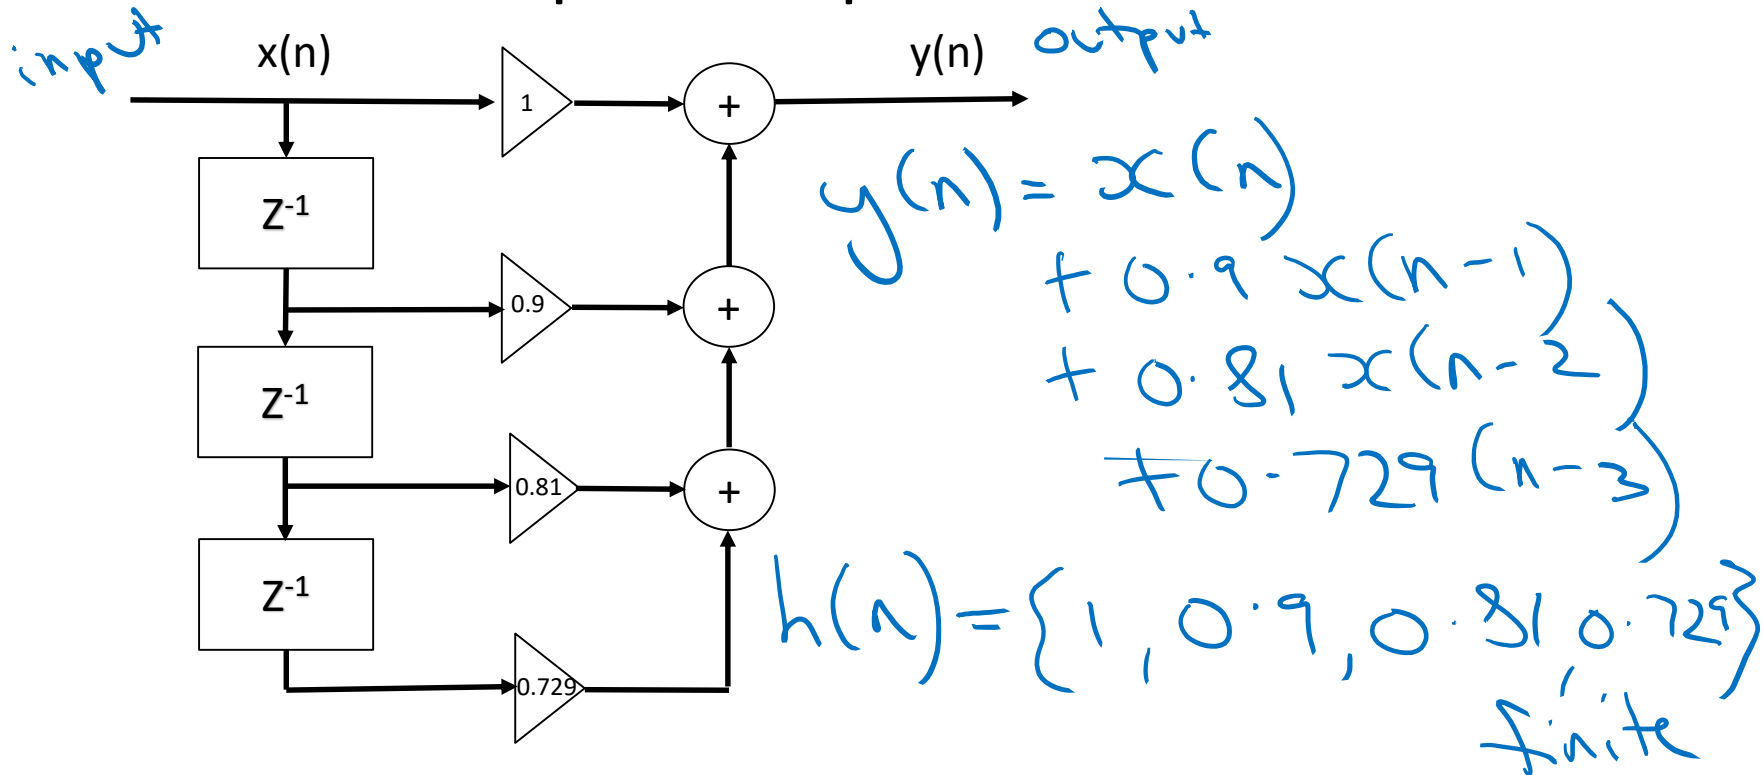 input
x(n)
y(n)
output
1
+
Z-1
y(n) = x(n)
+ 0.9 x(n-1)
0.9
+
Z-1
+ 0.81 x(n-2)
+ 0.729 (n-3)
0.81
+
Z-1
h(n) = {1, 0.9, 0.81, 0.729}
0.729
finite